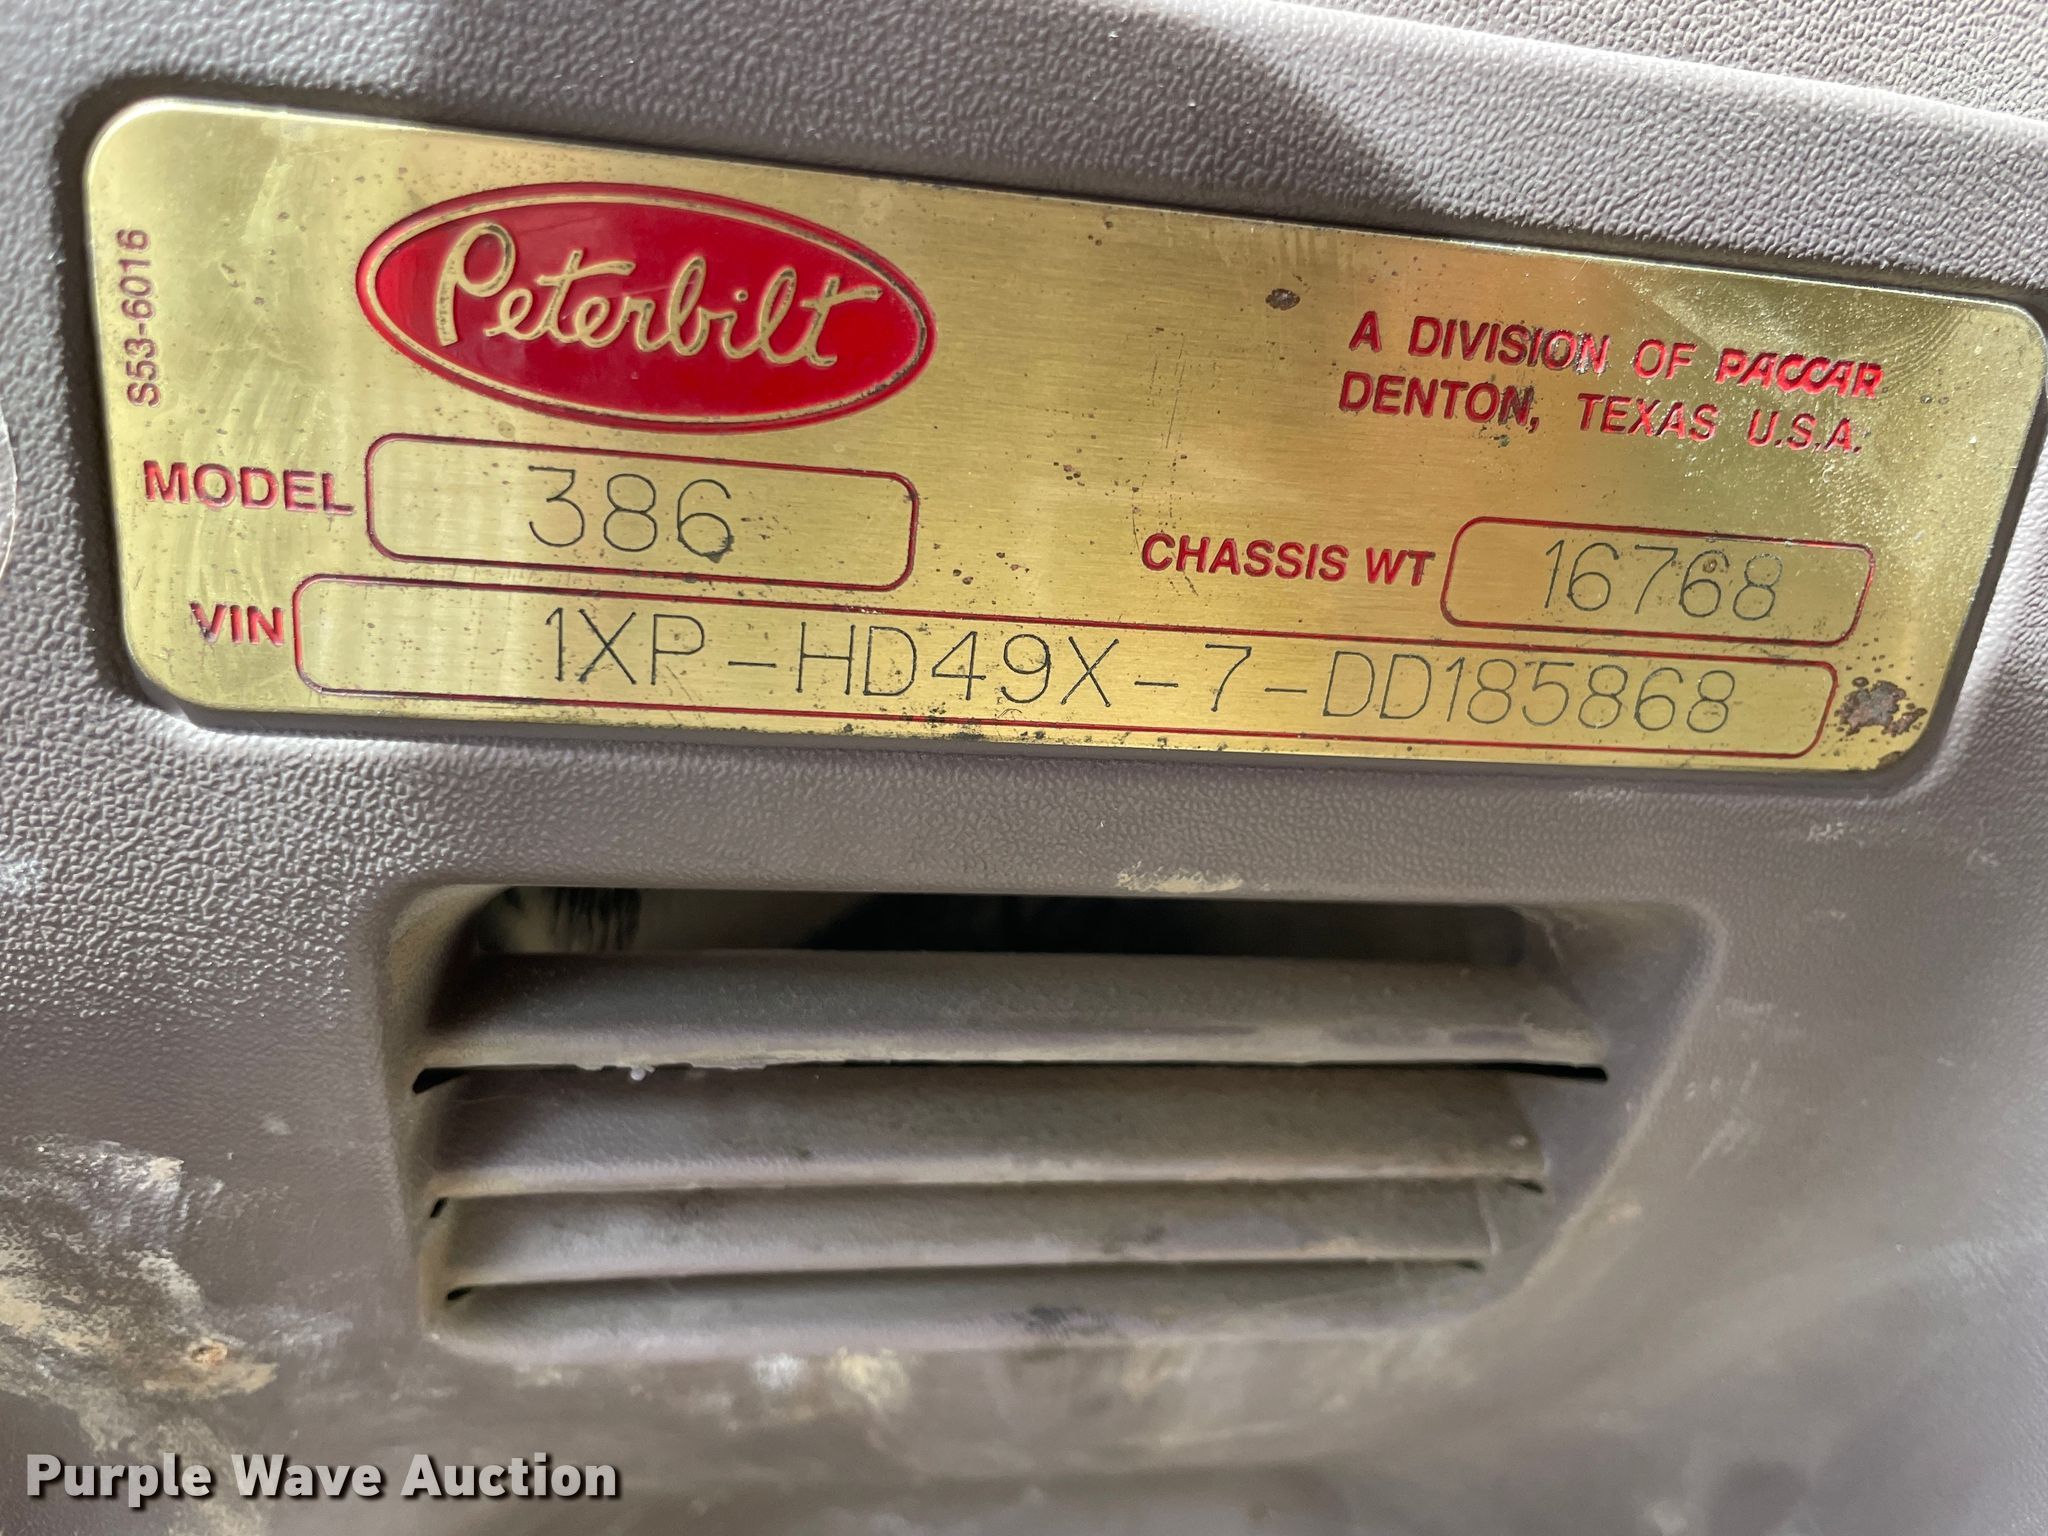 S53-6016
Peterbilt
A DIVISION OF PACCAR
DENTON, TEXAS U.S.A.
MODEL 386
CHASSIS WT 16768
VIN 1XP-HD49X-7-DD185868
Purple Wave Auction